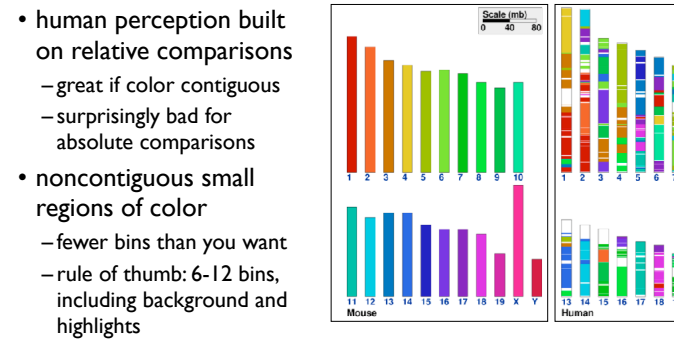 • human perception built
on relative comparisons
–great if color contiguous
–surprisingly bad for
absolute comparisons
• noncontiguous small
regions of color
–fewer bins than you want
–rule of thumb: 6-12 bins,
including background and
highlights
Scale (mb)
0 40 80
1 2 3 4 5 6 7 8 9 10
11 12 13 14 15 16 17 18 19 X Y
Mouse
1 2 3 4 5 6
13 14 15 16 17 18
Human